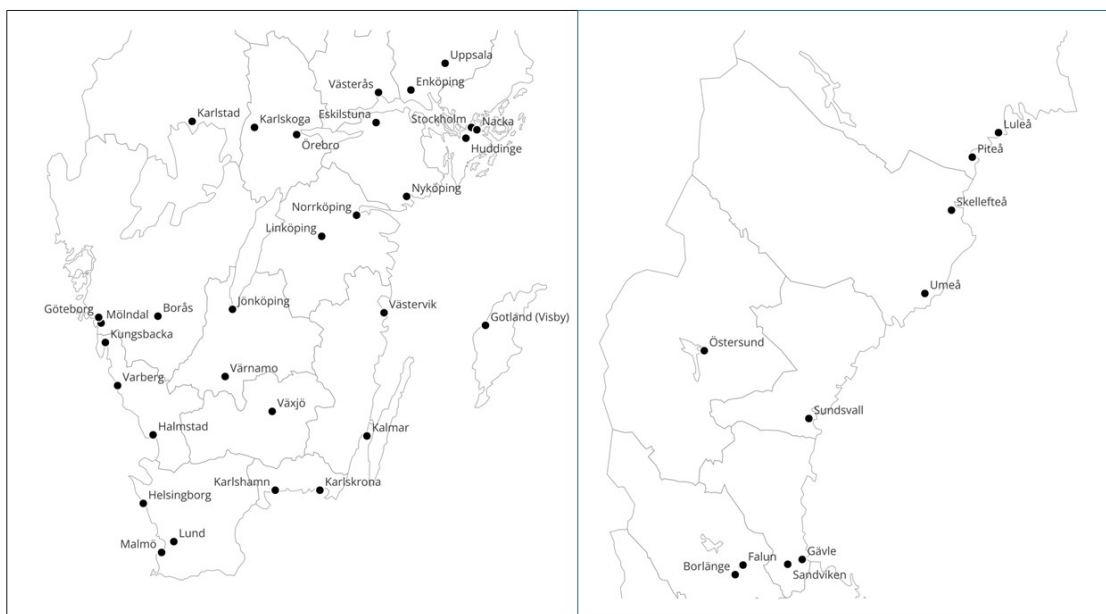 Uppsala
Västerås
Enköping
Karlstad
Karlskoga
Eskilstuna
Stockholm
Nacka
Örebro
Huddinge
Nyköping
Norrköping
Linköping
Göteborg
Mölndal
Borås
Jönköping
Västervik
Gotland (Visby)
Kungsbacka
Varberg
Värnamo
Växjö
Halmstad
Kalmar
Karlshamn
Karlskrona
Helsingborg
Lund
Malmö
Luleå
Piteå
Skellefteå
Umeå
Östersund
Sundsvall
Gävle
Falun
Borlänge
Sandviken